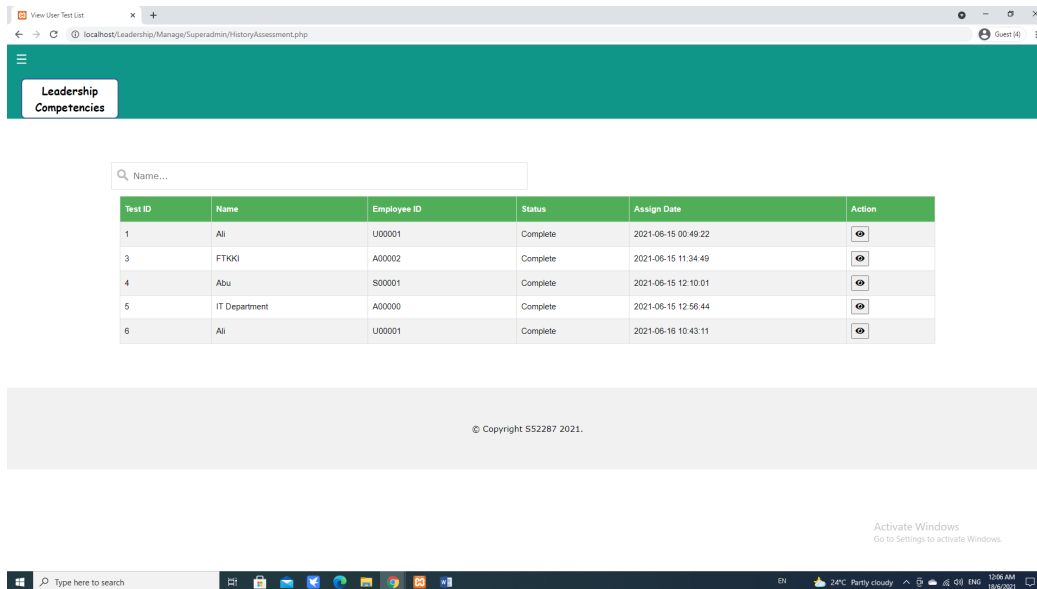 View User Test List
localhost/Leadership/Manage/Superadmin/HistoryAssessment.php
Guest (4)
Leadership
Competencies
Name...
Test ID Name Employee ID Status Assign Date Action
1 Ali U00001 Complete 2021-06-15 00:49:22
3 FTKKI A00002 Complete 2021-06-15 11:34:49
4 Abu S00001 Complete 2021-06-15 12:10:01
5 IT Department A00000 Complete 2021-06-15 12:56:44
6 Ali U00001 Complete 2021-06-16 10:43:11
© Copyright S52287 2021.
Activate Windows
Go to Settings to activate Windows.
Type here to search
EN 24°C Partly cloudy ENG 12:06 AM
18/6/2021